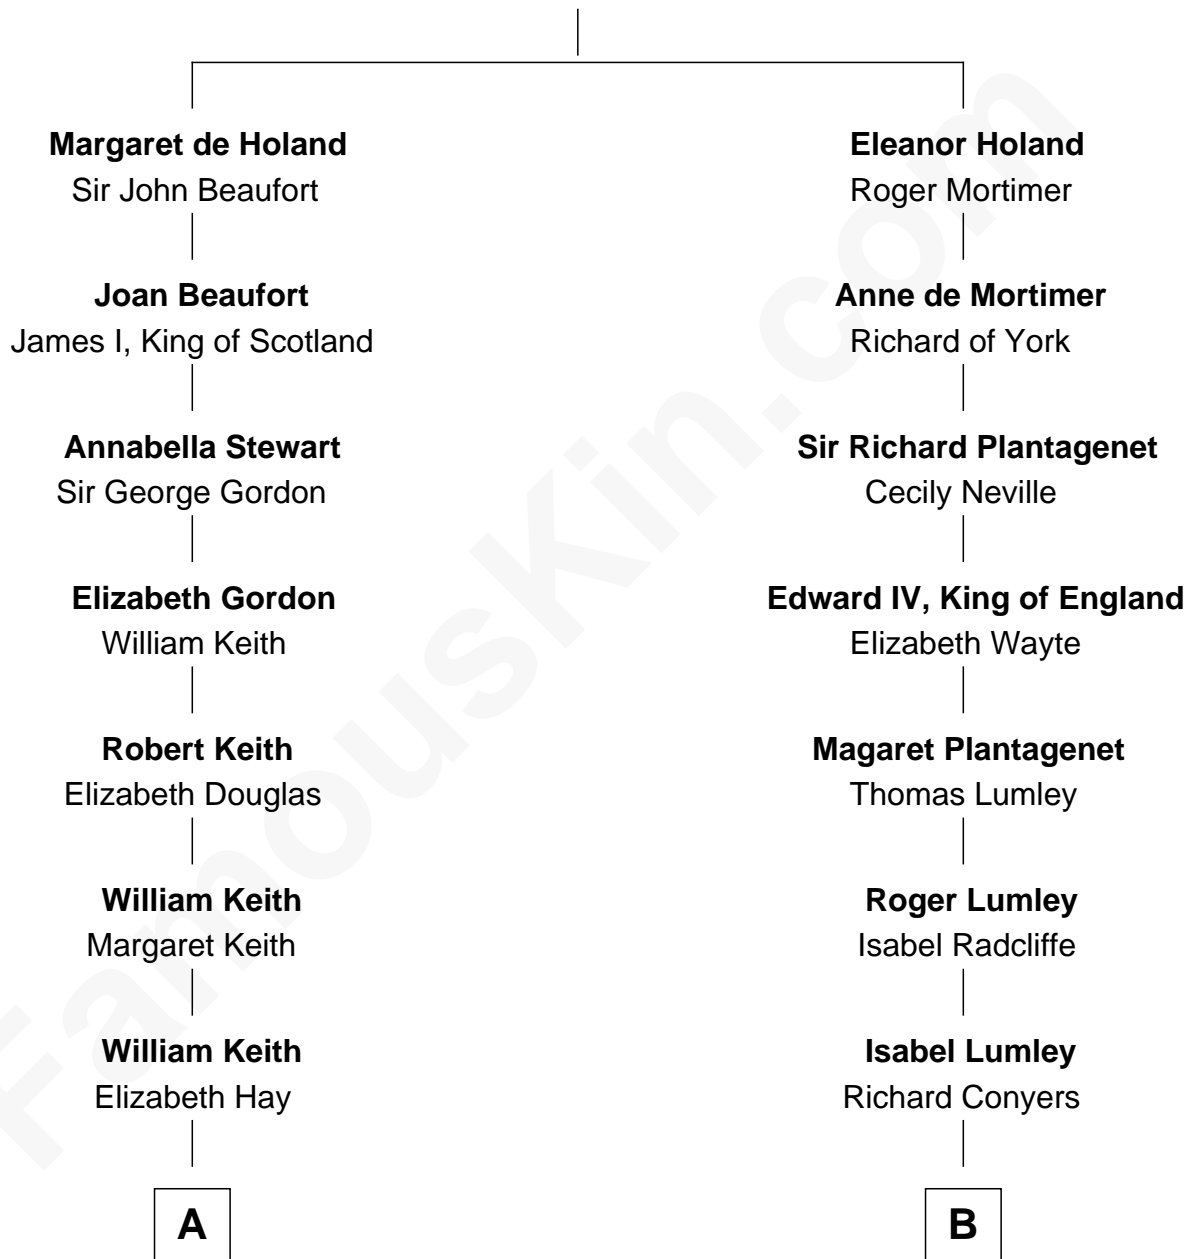 Margaret de Holand
Sir John Beaufort
Eleanor Holand
Roger Mortimer
Joan Beaufort
James I, King of Scotland
Anne de Mortimer
Richard of York
Annabella Stewart
Sir George Gordon
Sir Richard Plantagenet
Cecily Neville
Elizabeth Gordon
William Keith
Edward IV, King of England
Elizabeth Wayte
Robert Keith
Elizabeth Douglas
Magaret Plantagenet
Thomas Lumley
William Keith
Margaret Keith
Roger Lumley
Isabel Radcliffe
William Keith
Elizabeth Hay
Isabel Lumley
Richard Conyers
A
B
FamousKin.com